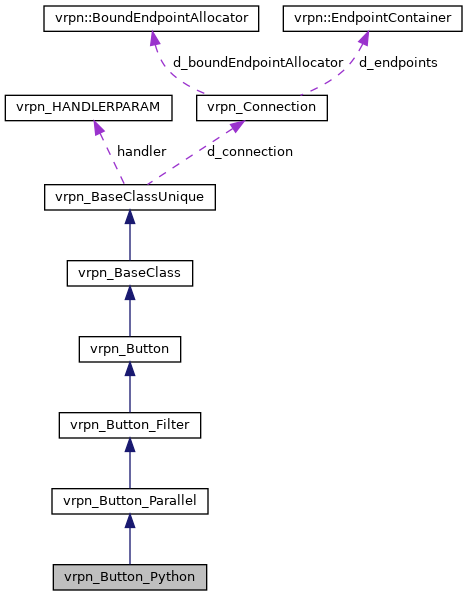 vrpn::BoundEndpointAllocator
vrpn::EndpointContainer
d_boundEndpointAllocator
d_endpoints
vrpn_HANDLERPARAM
vrpn_Connection
handler
d_connection
vrpn_BaseClassUnique
vrpn_BaseClass
vrpn_Button
vrpn_Button_Filter
vrpn_Button_Parallel
vrpn_Button_Python